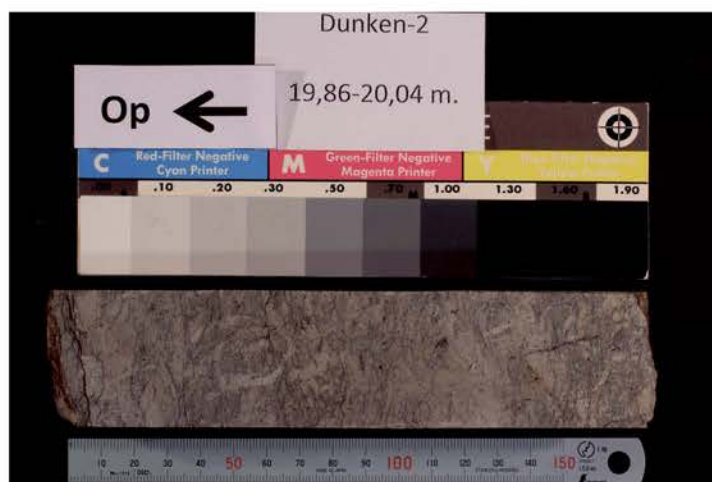 Dunken-2
19,86-20,04 m.
Op
E
C Red-Filter Negative Cyan Printer M Green-Filter Negative Magenta Printer Y
.00 .10 .20 .30 .50 .70 1.00 1.30 1.60 1.90
A M B
10 20 30 40 50 60 70 80 90 100 110 120 130 140 150